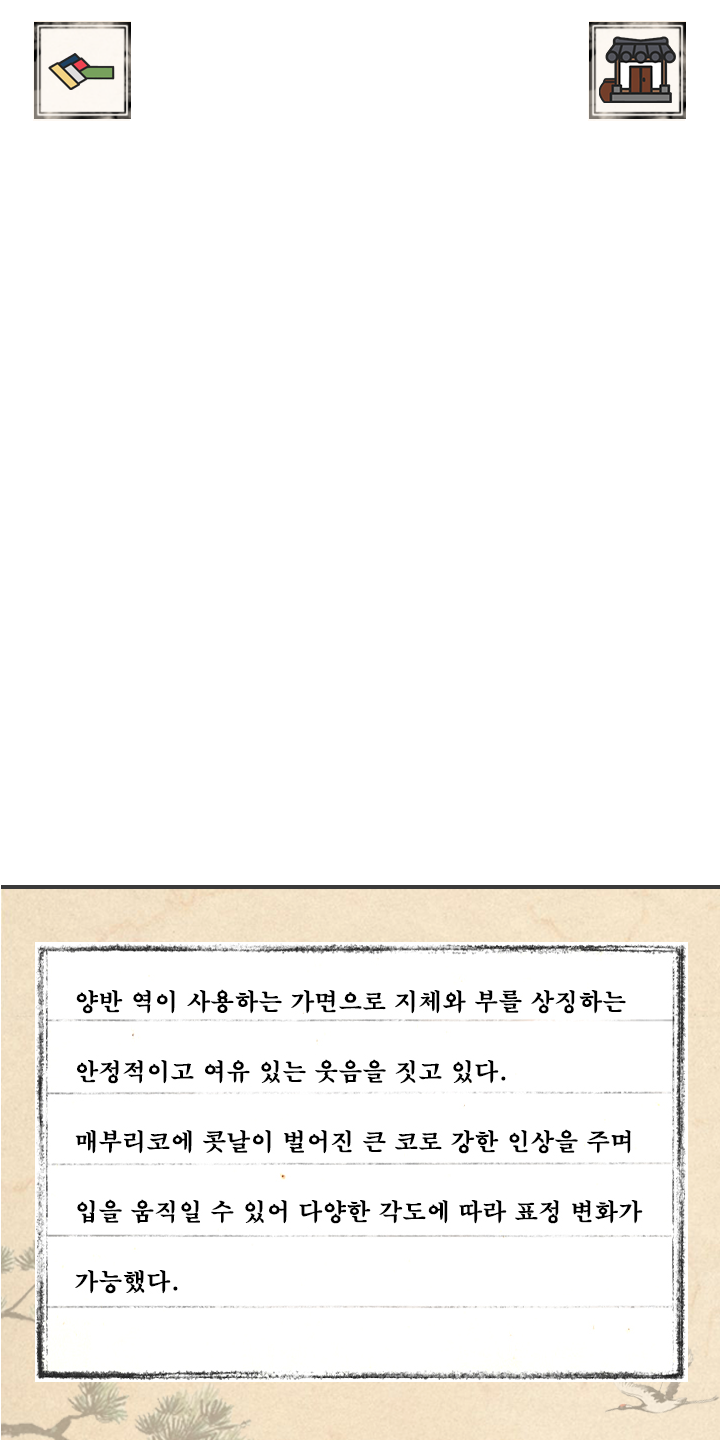 양반 역이 사용하는 가면으로 지체와 부를 상징하는
안정적이고 여유 있는 웃음을 짓고 있다.
매부리코에 콧날이 벌어진 큰 코로 강한 인상을 주며
입을 움직일 수 있어 다양한 각도에 따라 표정 변화가
가능했다.